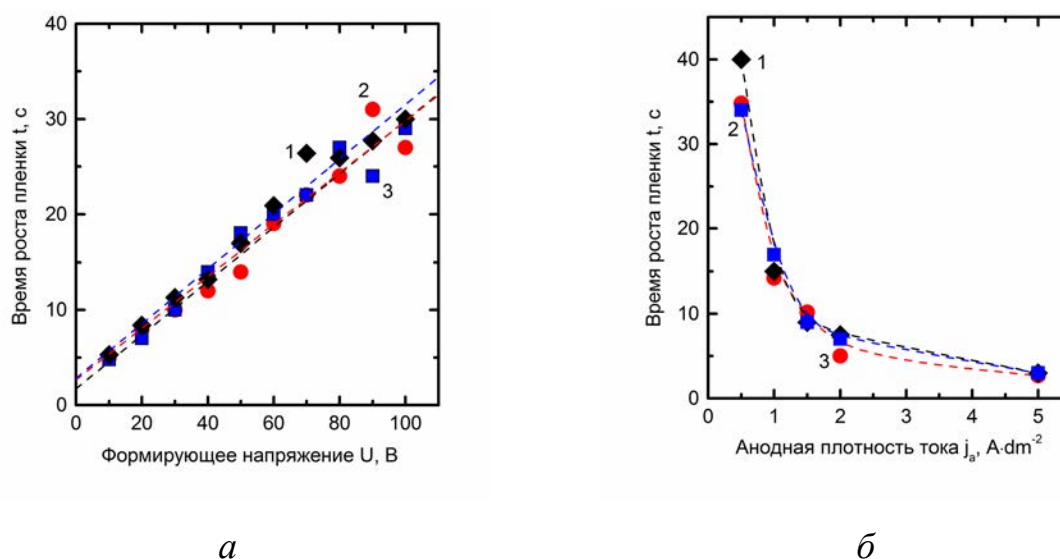 40
30
20
10
0
Время роста пленки t, с
1
2
3
0 20 40 60 80 100
Формирующее напряжение U, В
а
40
30
20
10
0
Время роста пленки t, с
1
2
3
0 1 2 3 4 5
Анодная плотность тока jₐ, А·dm⁻²
б